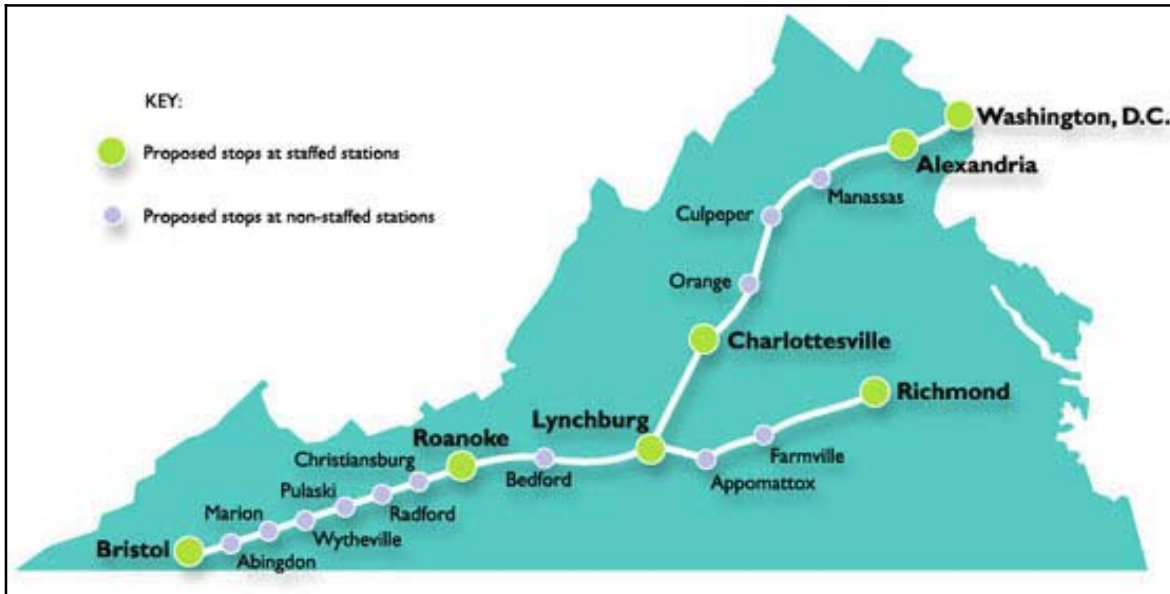 KEY:
Proposed stops at staffed stations
Proposed stops at non-staffed stations
Washington, D.C.
Alexandria
Manassas
Culpeper
Orange
Charlottesville
Richmond
Lynchburg
Farmville
Appomattox
Roanoke
Bedford
Christiansburg
Radford
Pulaski
Wytheville
Marion
Abingdon
Bristol